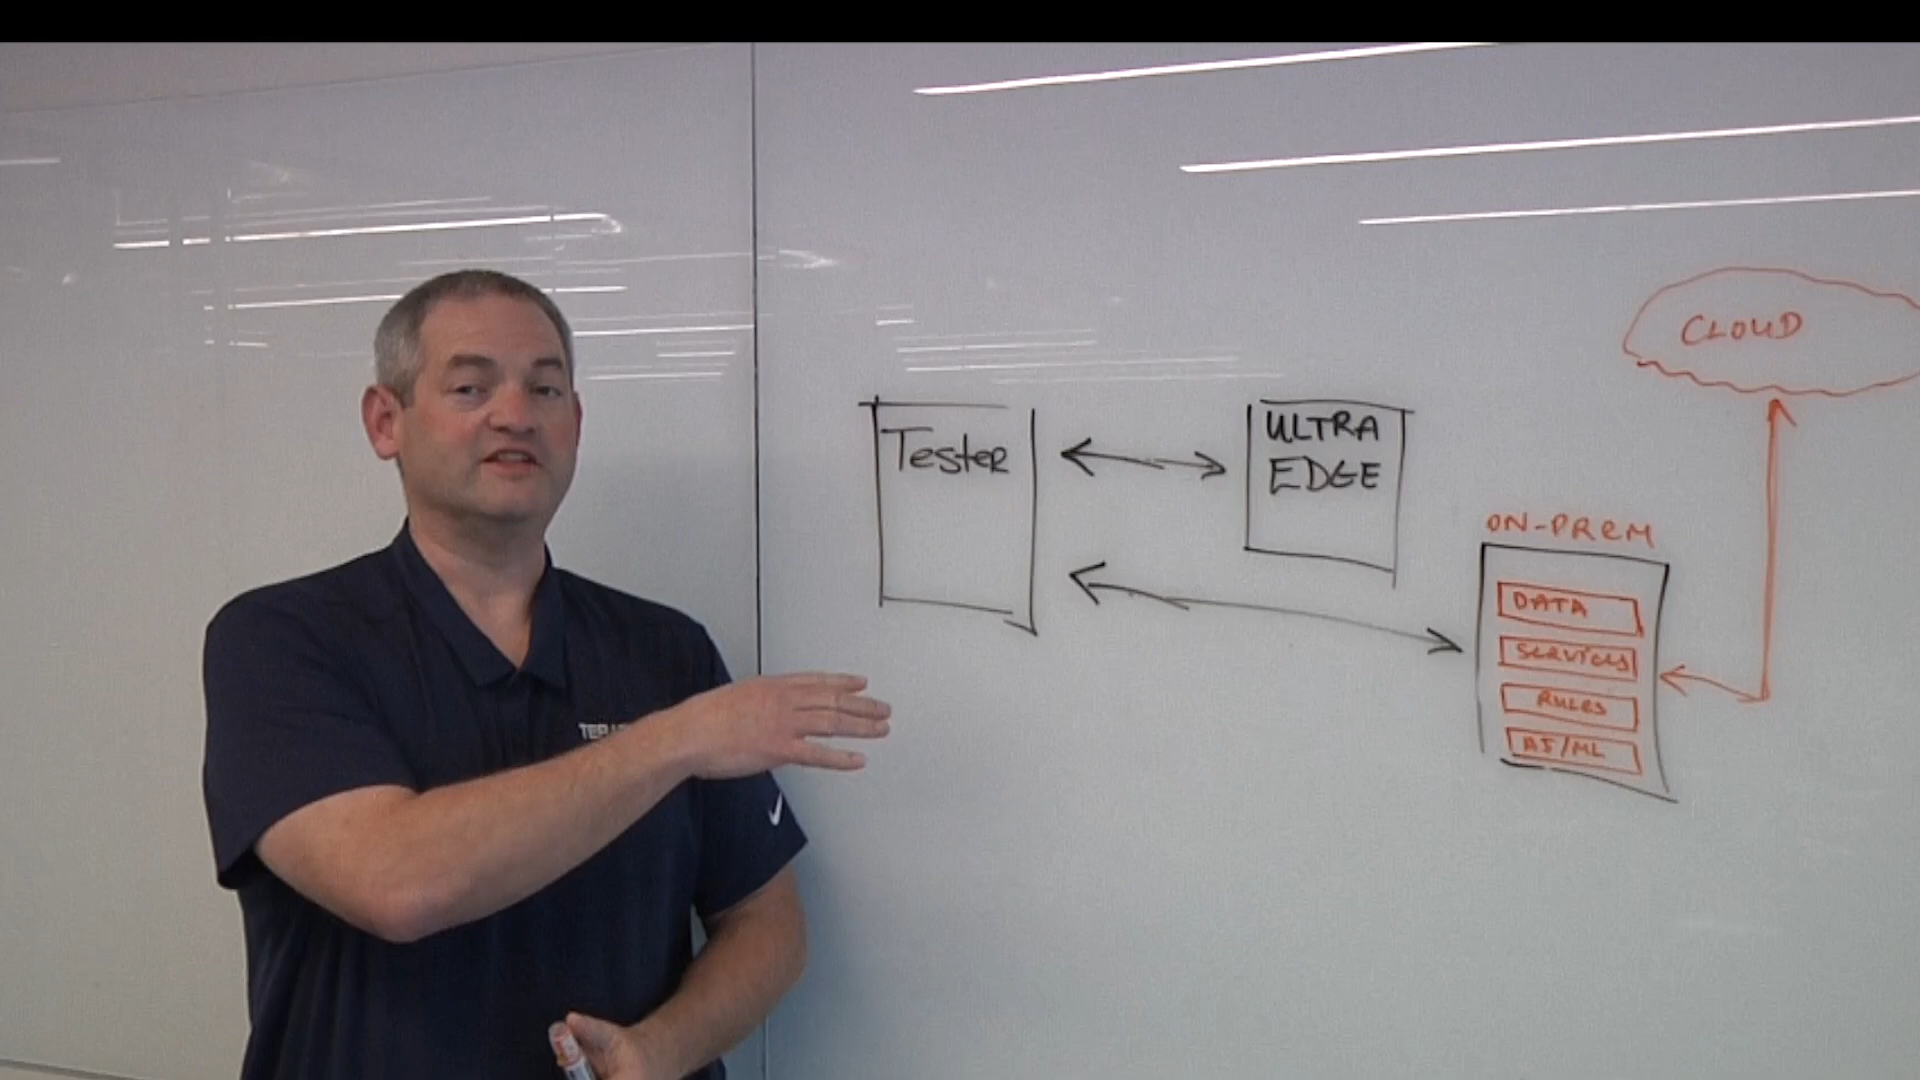 CLOUD
Tester
ULTRA
EDGE
ON-PREM
DATA
SERVICES
RULES
AI/ML